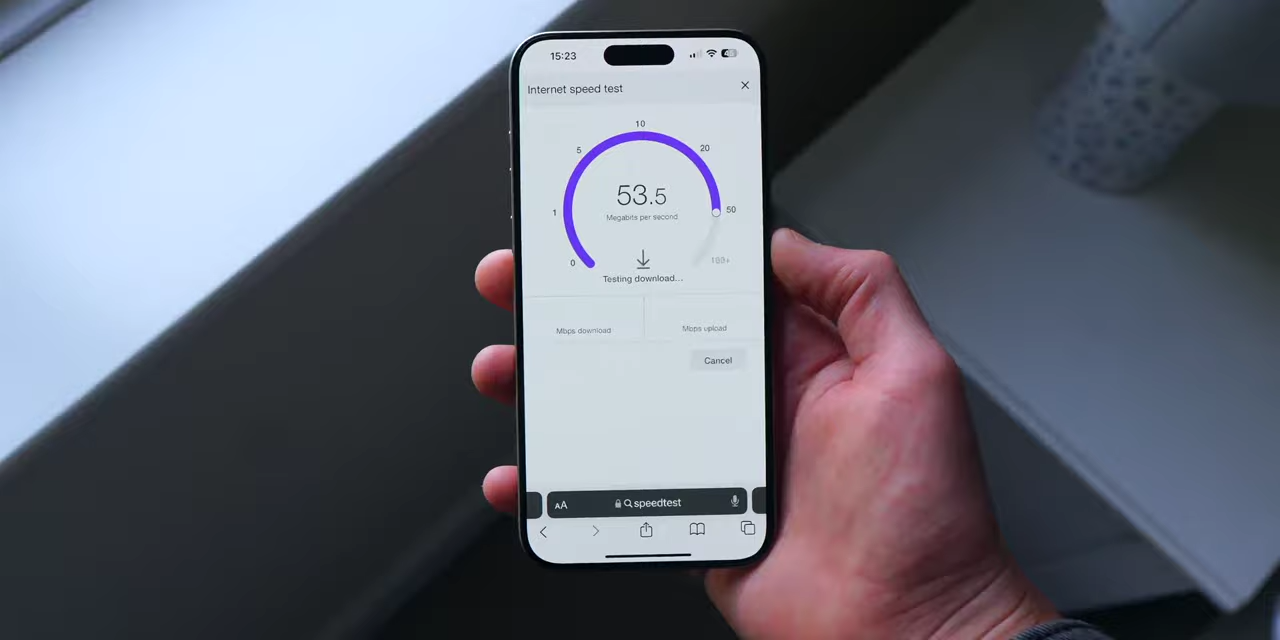 15:23
Internet speed test
10
5
20
53.5
Megabits per second
1
50
0
Testing download...
Mbps download
Mbps upload
Cancel
AA
speedtest